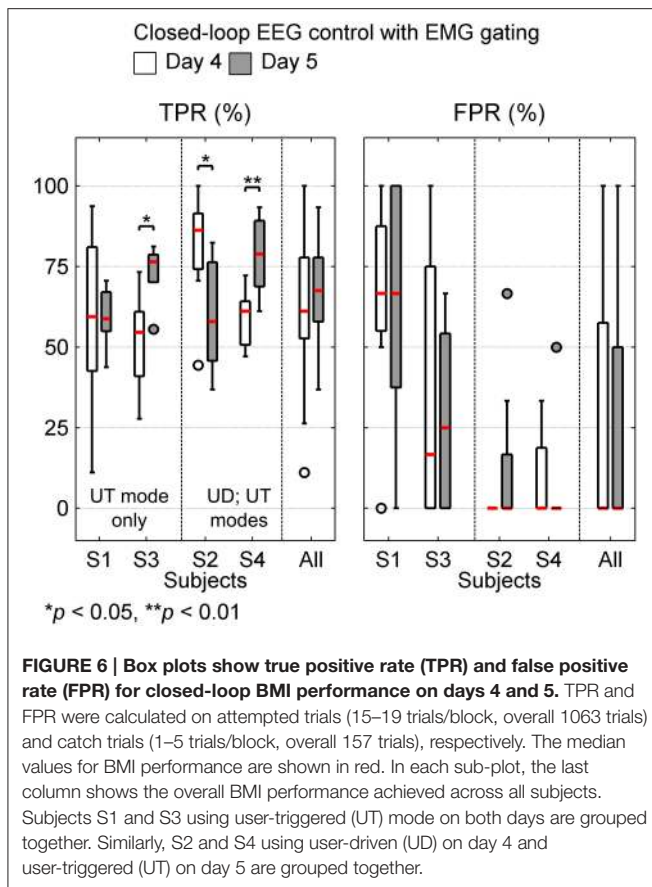 Closed-loop EEG control with EMG gating
Day 4 Day 5
TPR (%) FPR (%)
* ** 
*
100
75
50
25
0
UT mode only
UD; UT modes
S1 S3 S2 S4 All S1 S3 S2 S4 All
Subjects Subjects
*p < 0.05, **p < 0.01
FIGURE 6 | Box plots show true positive rate (TPR) and false positive
rate (FPR) for closed-loop BMI performance on days 4 and 5. TPR and
FPR were calculated on attempted trials (15–19 trials/block, overall 1063 trials)
and catch trials (1–5 trials/block, overall 157 trials), respectively. The median
values for BMI performance are shown in red. In each sub-plot, the last
column shows the overall BMI performance achieved across all subjects.
Subjects S1 and S3 using user-triggered (UT) mode on both days are grouped
together. Similarly, S2 and S4 using user-driven (UD) on day 4 and
user-triggered (UT) on day 5 are grouped together.